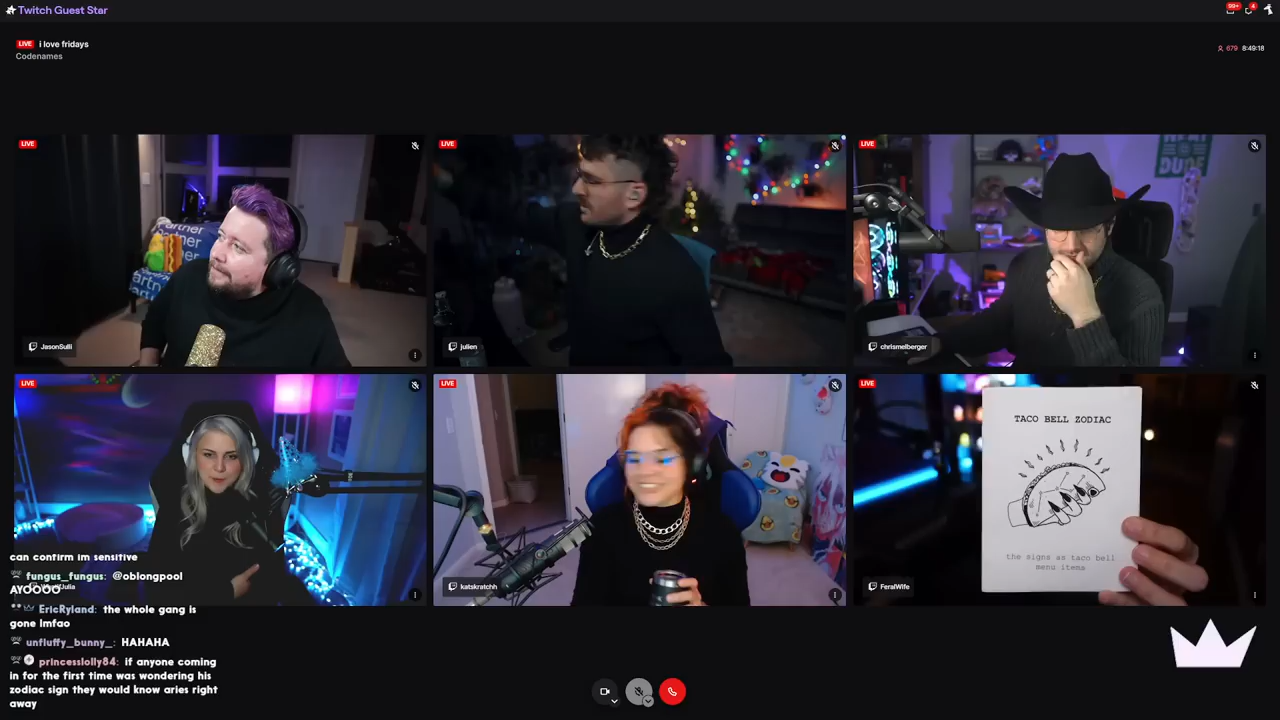 Twitch Guest Star
99+
4
LIVE i love fridays
Codenames
679 8:49:18
LIVE
LIVE
LIVE
JasonSulli
julien
chrismelberger
LIVE
LIVE
LIVE
TACO BELL ZODIAC
the signs as taco bell
menu items
katskratchh
FeralWife
can confirm im sensitive
fungus_fungus: @oblongpool
AYOOOO
EricRyland: the whole gang is
gone lmfao
unfluffy_bunny_: HAHAHA
princesslolly84: if anyone coming
in for the first time was wondering his
zodiac sign they would know aries right
away